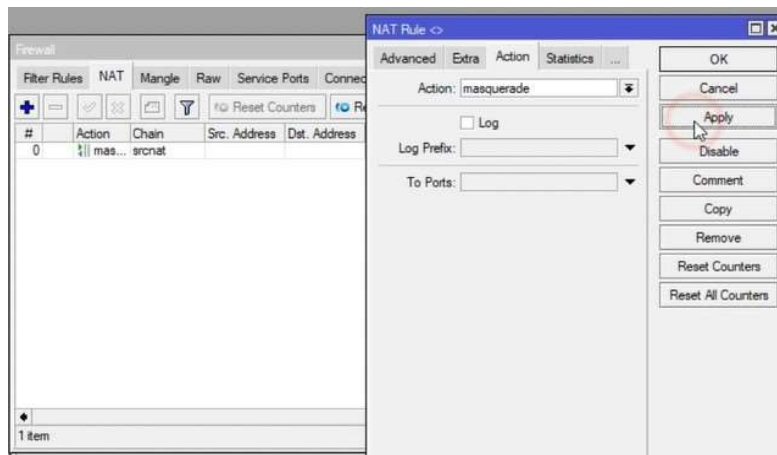 Firewall
Filter Rules NAT Mangle Raw Service Ports Connec
Reset Counters
# Action Chain Src. Address Dst. Address
0 mas... srcnat
1 item
NAT Rule <>
Advanced Extra Action Statistics ...
Action: masquerade
Log
Log Prefix:
To Ports:
OK
Cancel
Apply
Disable
Comment
Copy
Remove
Reset Counters
Reset All Counters